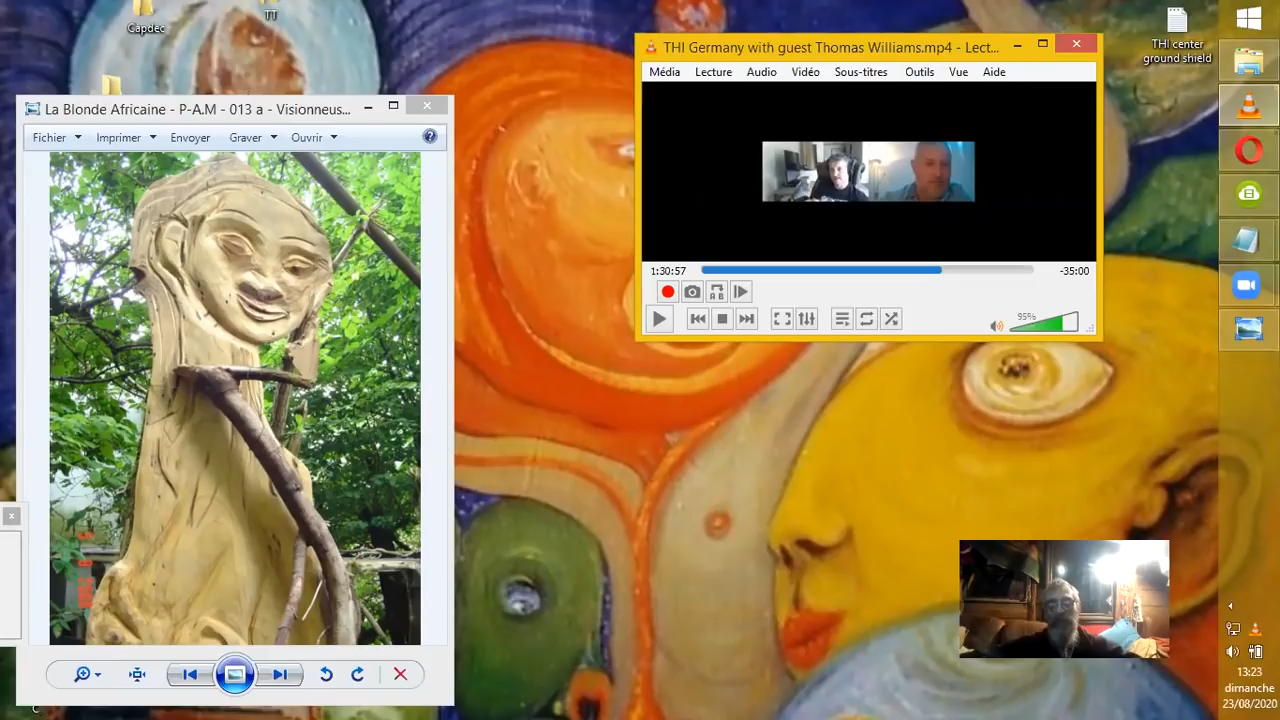 Capdec
TT
THI center
ground shield
THI Germany with guest Thomas Williams.mp4 - Lect...
Média Lecture Audio Vidéo Sous-titres Outils Vue Aide
La Blonde Africaine - P-A.M - 013 a - Visionneus...
Fichier Imprimer Envoyer Graver Ouvrir
1:30:57
-35:00
95%
13:23
dimanche
23/08/2020
C